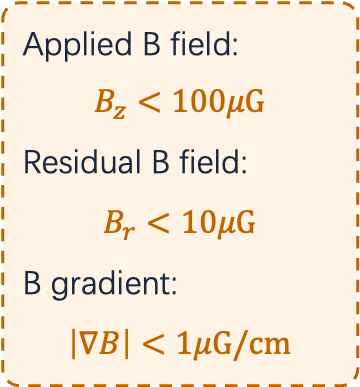 Applied B field:
B_z < 100μG
Residual B field:
B_r < 10μG
B gradient:
|∇B| < 1μG/cm